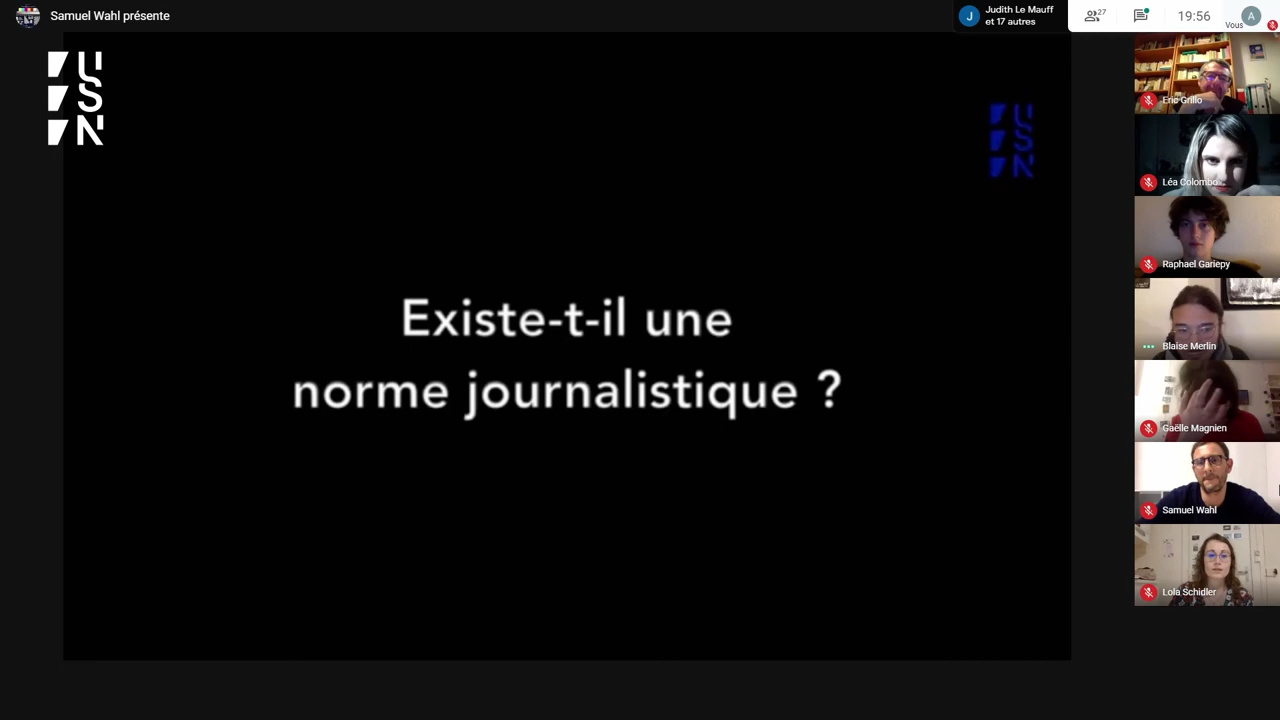 Samuel Wahl présente
J
Judith Le Mauff
et 17 autres
27
19:56
A
Vous
USN
USN
Existe-t-il une
norme journalistique ?
Eric Grillo
Léa Colombo
Raphael Gariepy
Blaise Merlin
Gaëlle Magnien
Samuel Wahl
Lola Schidler